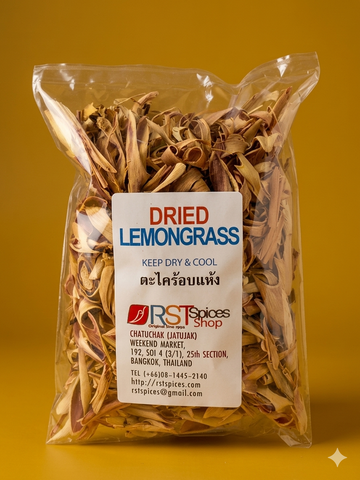 DRIED
LEMONGRASS
KEEP DRY & COOL
ตะไคร้อบแห้ง
RST Spices
Shop
CHATUCHAK (JATUJAK)
WEEKEND MARKET,
192, SOI 4 (3/1), 25th SECTION,
BANGKOK, THAILAND
TEL (+66)08-1445-2140
http://rstspices.com
rstspices@gmail.com